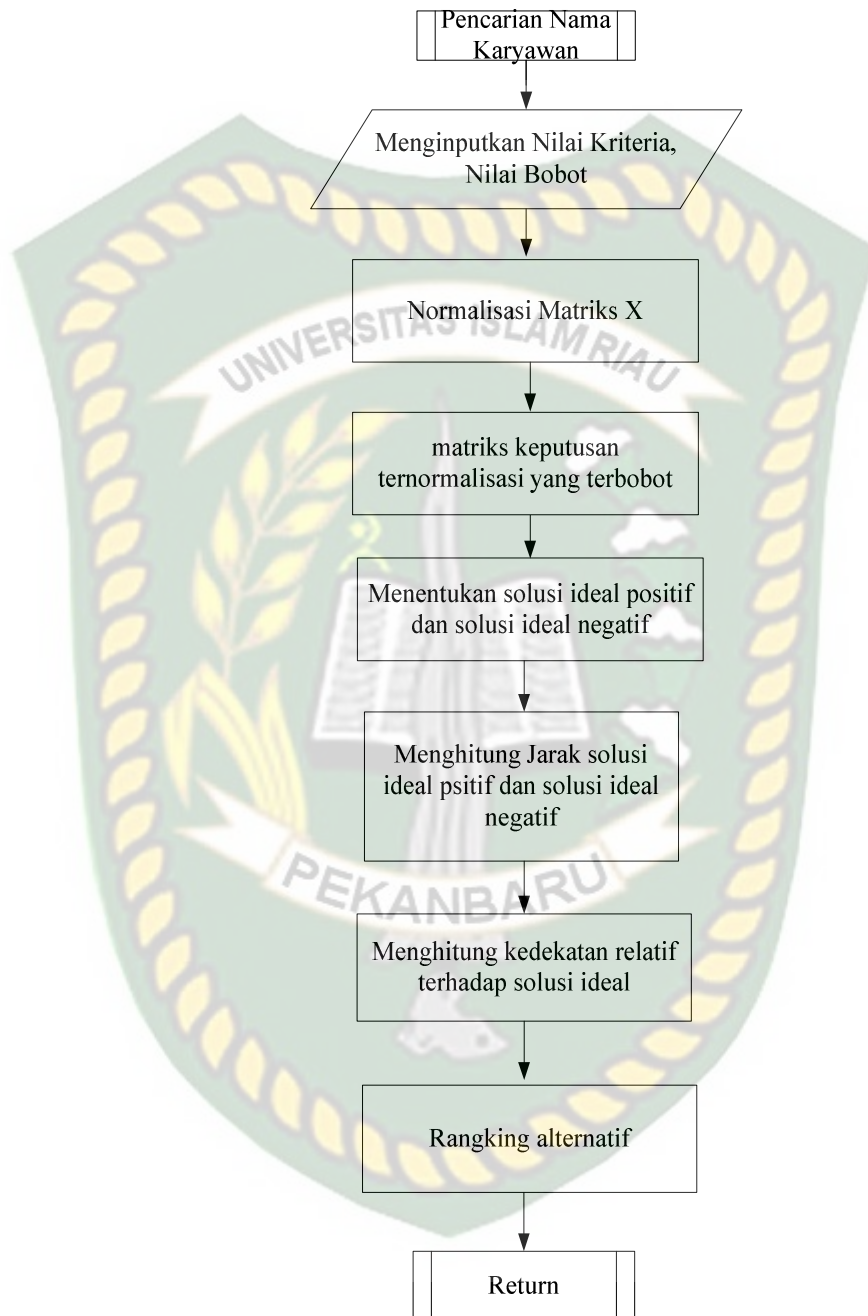 Pencarian Nama
Karyawan
Menginputkan Nilai Kriteria,
Nilai Bobot
Normalisasi Matriks X
UNIVERSITAS ISLAM RIAU
matriks keputusan
ternormalisasi yang terbobot
Menentukan solusi ideal positif
dan solusi ideal negatif
Menghitung Jarak solusi
ideal psitif dan solusi ideal
negatif
PEKANBARU
Menghitung kedekatan relatif
terhadap solusi ideal
Rangking alternatif
Return